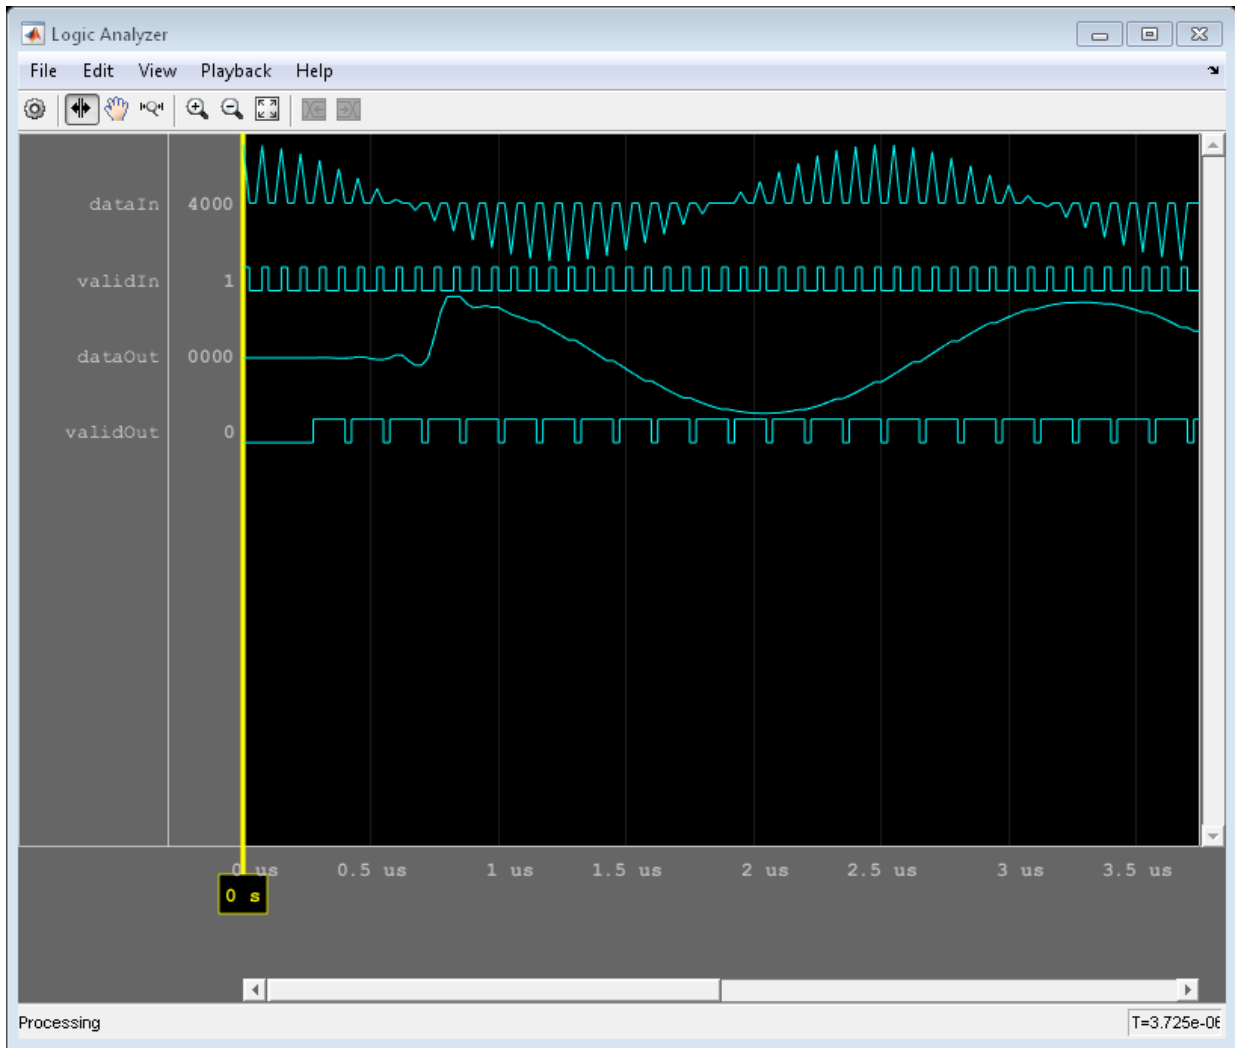 Logic Analyzer
File Edit View Playback Help
dataIn 4000
validIn 1
dataOut 0000
validOut 0
0 us 0.5 us 1 us 1.5 us 2 us 2.5 us 3 us 3.5 us
0 s
Processing T=3.725e-06